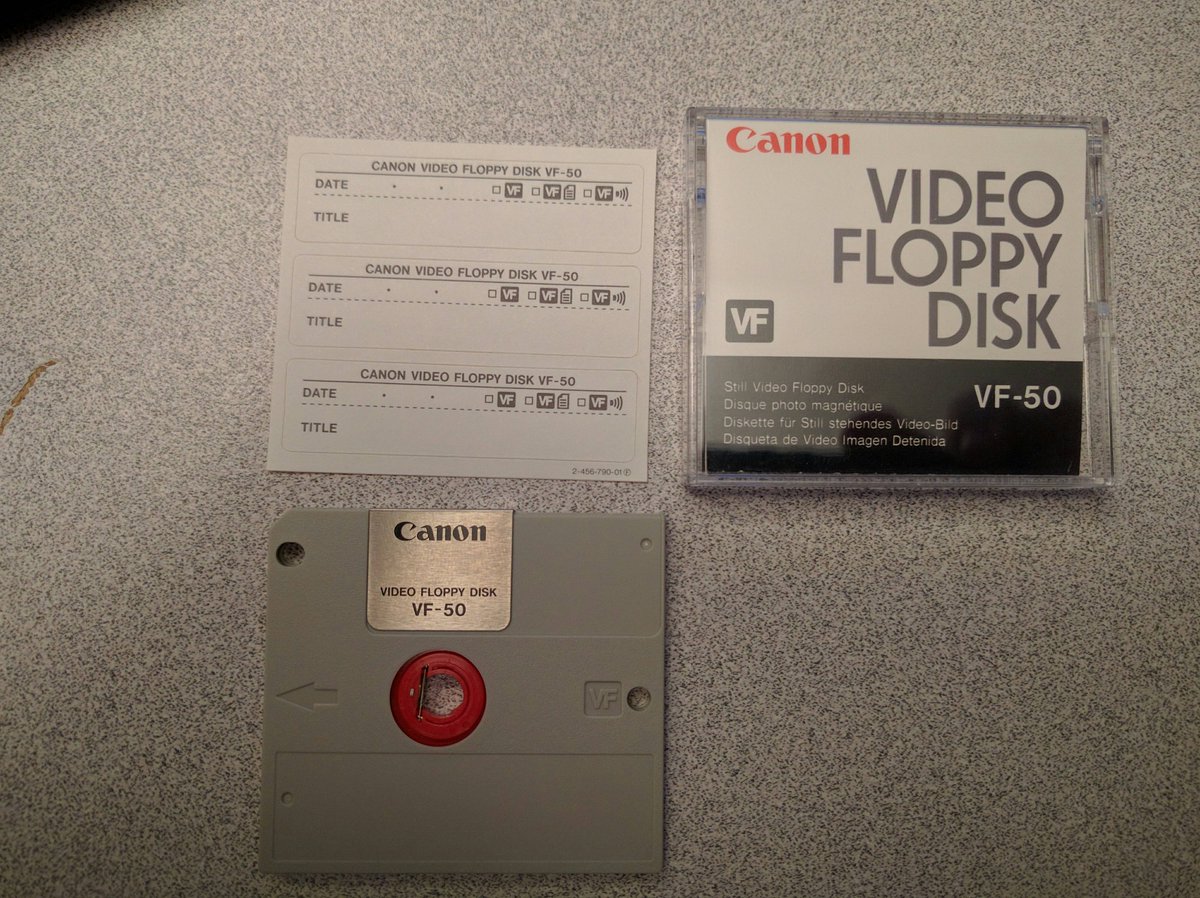 CANON VIDEO FLOPPY DISK VF-50
DATE . . □ VF □ VF □ VF
TITLE
CANON VIDEO FLOPPY DISK VF-50
DATE . . □ VF □ VF □ VF
TITLE
CANON VIDEO FLOPPY DISK VF-50
DATE . . □ VF □ VF □ VF
TITLE
2-456-790-01 Ⓕ
Canon
VIDEO
FLOPPY
DISK
VF
Still Video Floppy Disk
Disque photo magnétique
Diskette für Still stehendes Video-Bild
Disqueta de Video Imagen Detenida
VF-50
Canon
VIDEO FLOPPY DISK
VF-50
VF